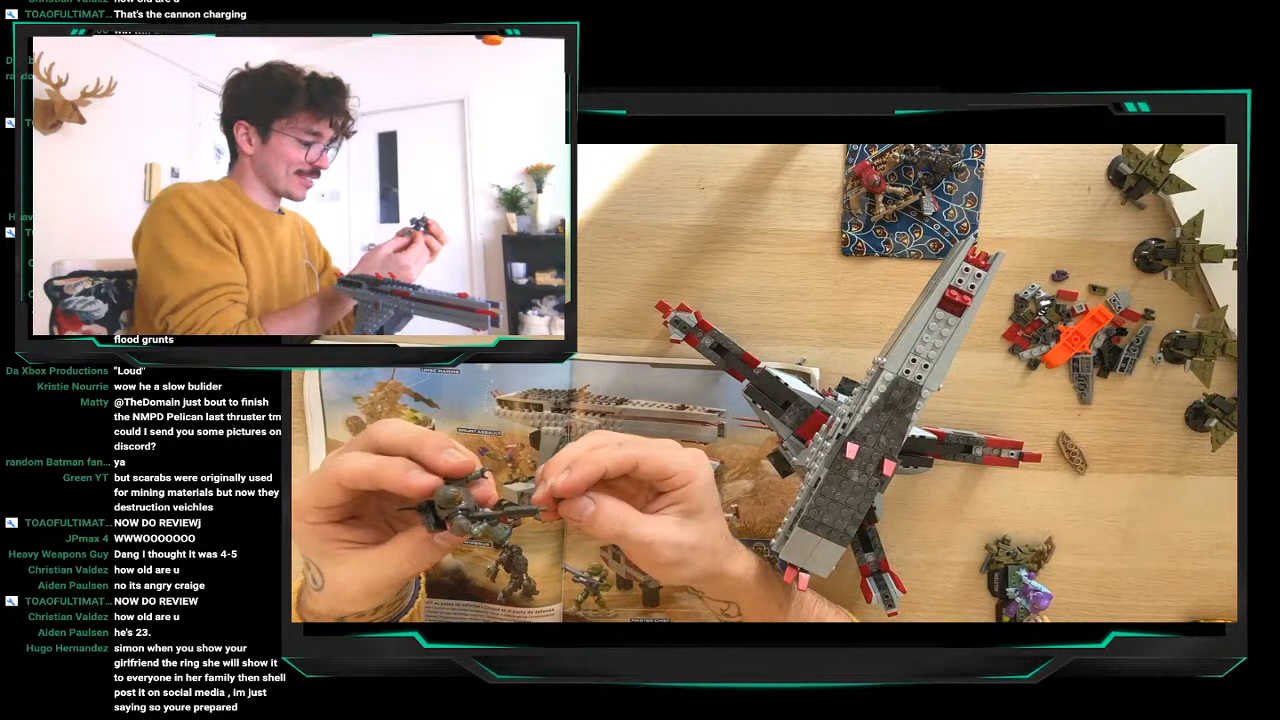 TOAOFULTIMAT... That's the cannon charging
flood grunts
Da Xbox Productions "Loud"
Kristie Nourrie wow he a slow bulider
Matty @TheDomain just bout to finish
the NMPD Pelican last thruster tm
could I send you some pictures on
discord?
random Batman fan... ya
Green YT but scarabs were originally used
for mining materials but now they
destruction veichles
TOAOFULTIMAT... NOW DO REVIEWj
JPmax 4 WWWOOOOOOO
Heavy Weapons Guy Dang I thought it was 4-5
Christian Valdez how old are u
Aiden Paulsen no its angry craige
TOAOFULTIMAT... NOW DO REVIEW
Christian Valdez how old are u
Aiden Paulsen he's 23.
Hugo Hernandez simon when you show your
girlfriend the ring she will show it
to everyone in her family then shell
post it on social media , im just
saying so youre prepared
UNSC MARINE
GRUNT ASSAULT
MASTER CHIEF